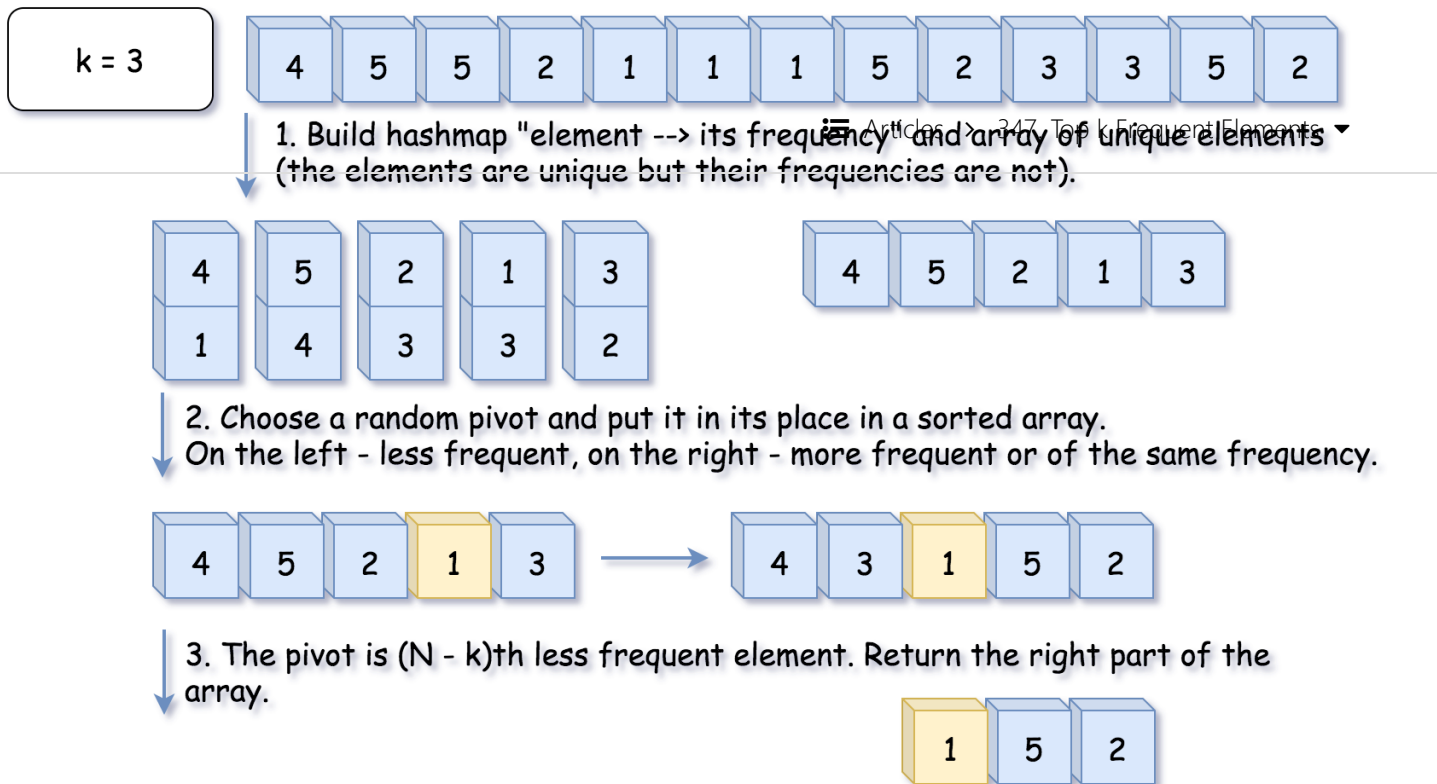 k = 3
4 5 5 2 1 1 1 5 2 3 3 5 2
Articles > 347. Top k Frequent Elements
1. Build hashmap "element --> its frequency" and array of unique elements
(the elements are unique but their frequencies are not).
4 5 2 1 3
1 4 3 3 2
4 5 2 1 3
2. Choose a random pivot and put it in its place in a sorted array.
On the left - less frequent, on the right - more frequent or of the same frequency.
4 5 2 1 3
4 3 1 5 2
3. The pivot is (N - k)th less frequent element. Return the right part of the
array.
1 5 2